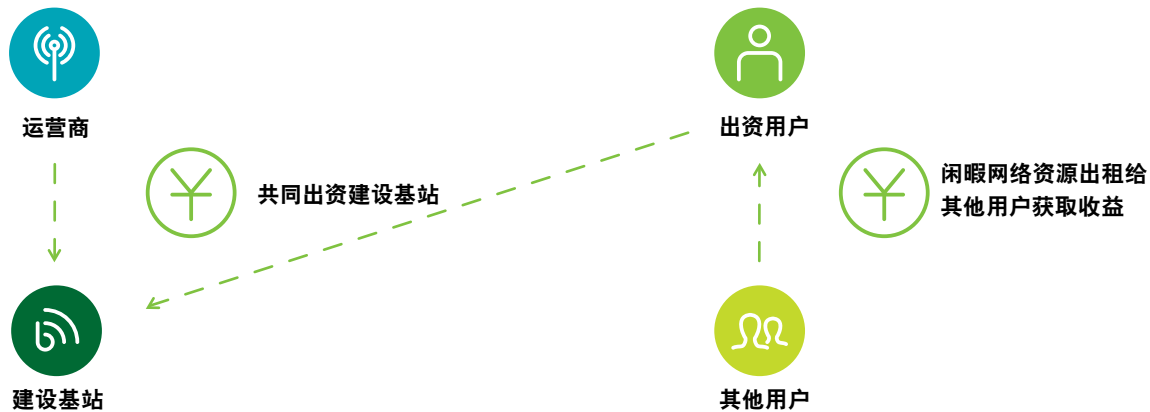 运营商
出资用户
共同出资建设基站
闲暇网络资源出租给
其他用户获取收益
建设基站
其他用户